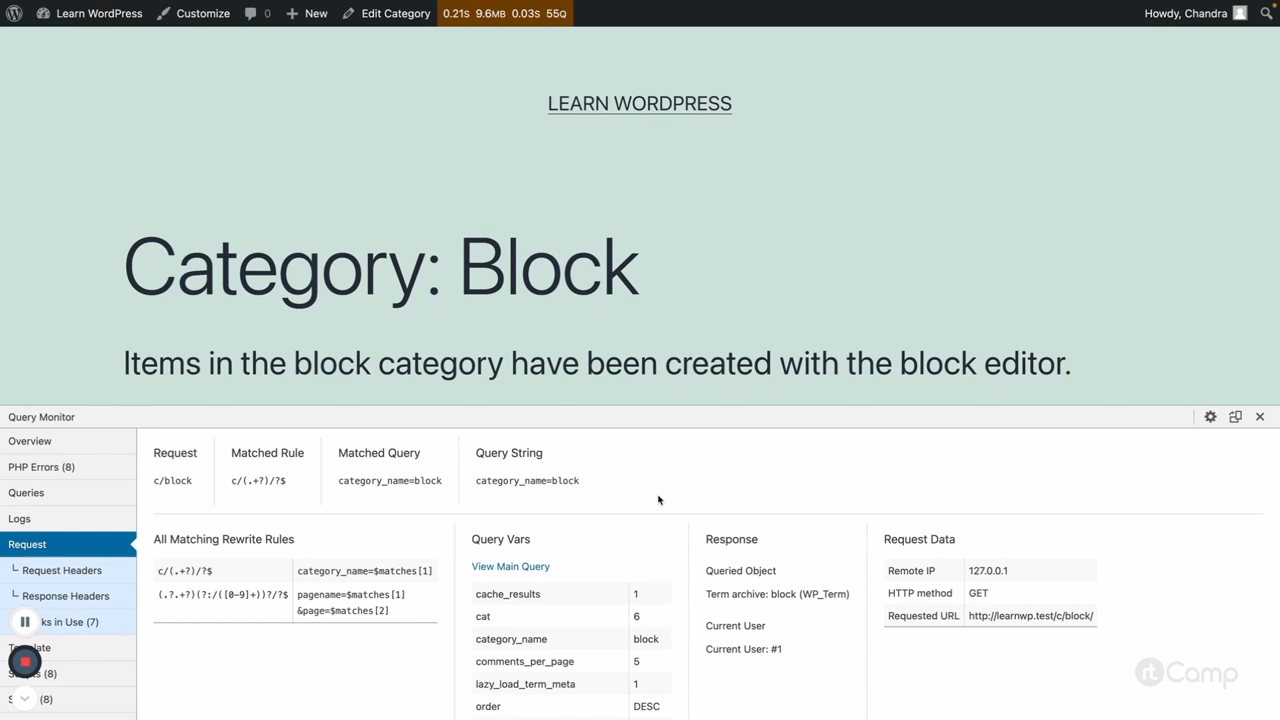 Learn WordPress Customize 0 New Edit Category 0.21S 9.6MB 0.03S 55Q Howdy, Chandra
LEARN WORDPRESS
Category: Block
Items in the block category have been created with the block editor.
Query Monitor
Overview
PHP Errors (8)
Queries
Logs
Request
Request Headers
Response Headers
ks in Use (7)
(8)
(8)
Request Matched Rule Matched Query Query String
c/block c/(.+?)/?$ category_name=block category_name=block
All Matching Rewrite Rules
c/(.+?)/?$ category_name=$matches[1]
(.?.+?)(?:/([0-9]+))?/?$ pagename=$matches[1]
&page=$matches[2]
Query Vars
View Main Query
cache_results 1
cat 6
category_name block
comments_per_page 5
lazy_load_term_meta 1
order DESC
Response
Queried Object
Term archive: block (WP_Term)
Current User
Current User: #1
Request Data
Remote IP 127.0.0.1
HTTP method GET
Requested URL http://learnwp.test/c/block/
rtCamp